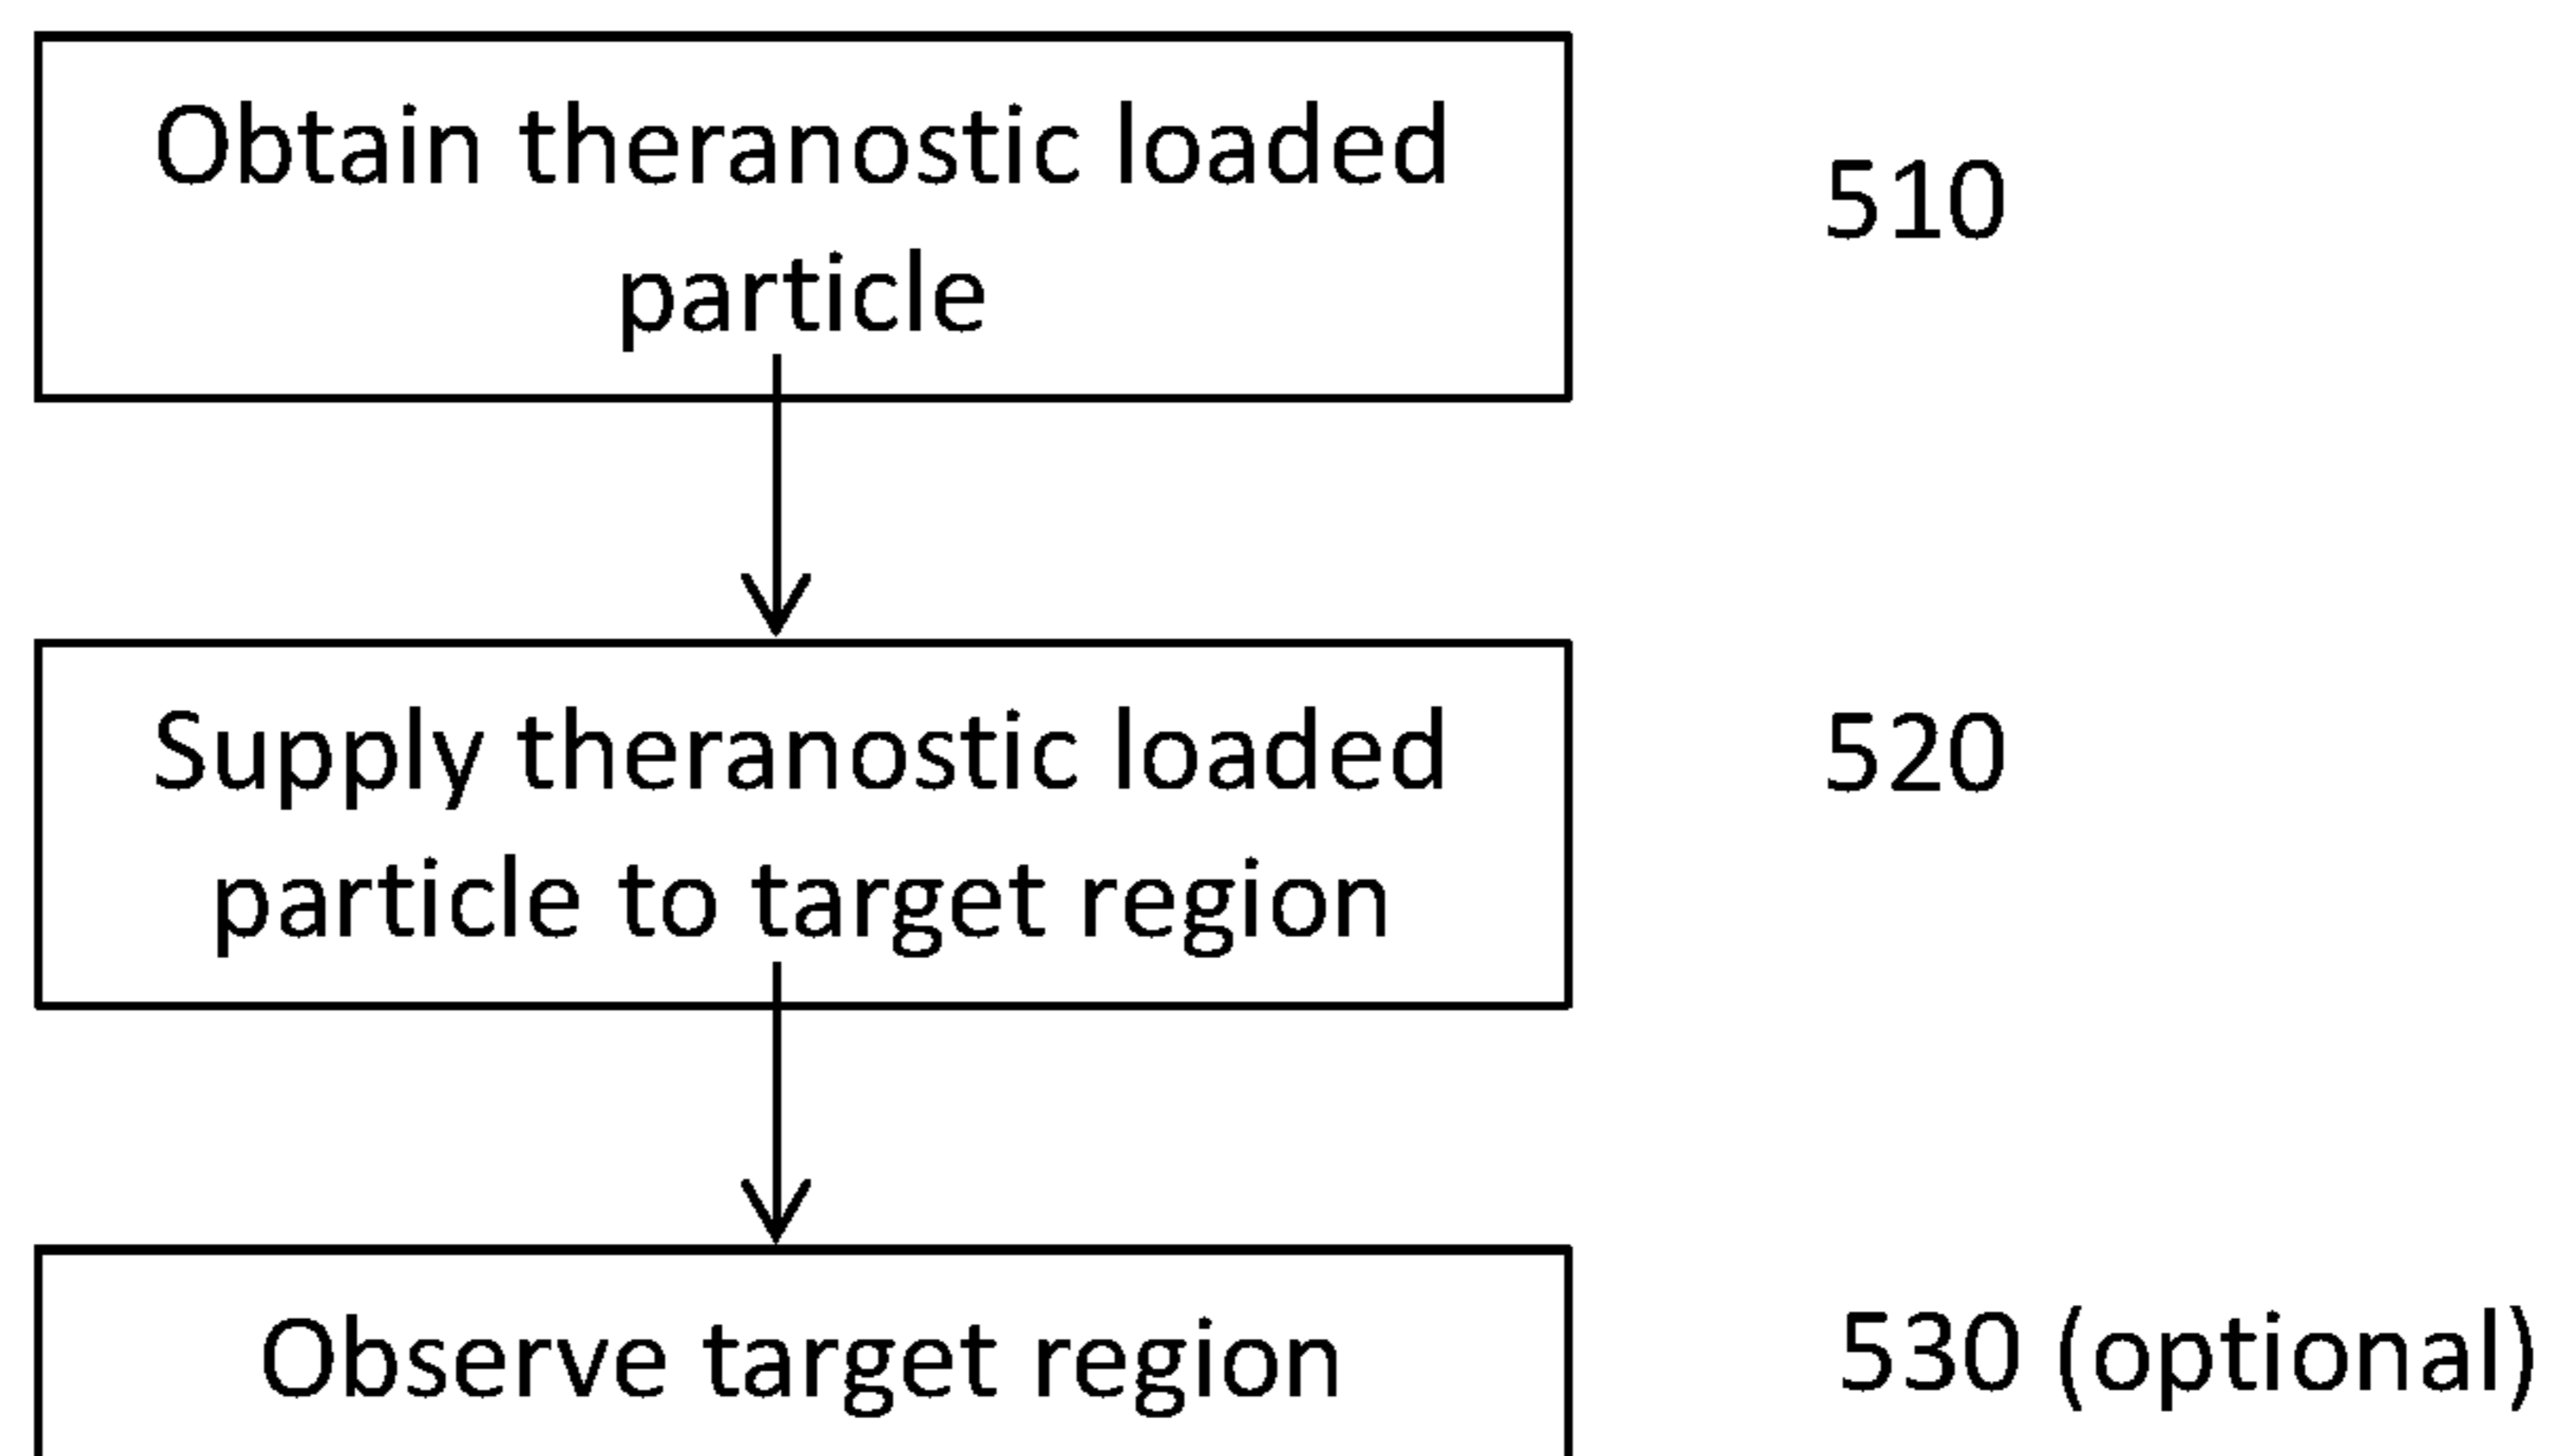 Obtain theranostic loaded
particle
510
Supply theranostic loaded
particle to target region
520
Observe target region
530 (optional)